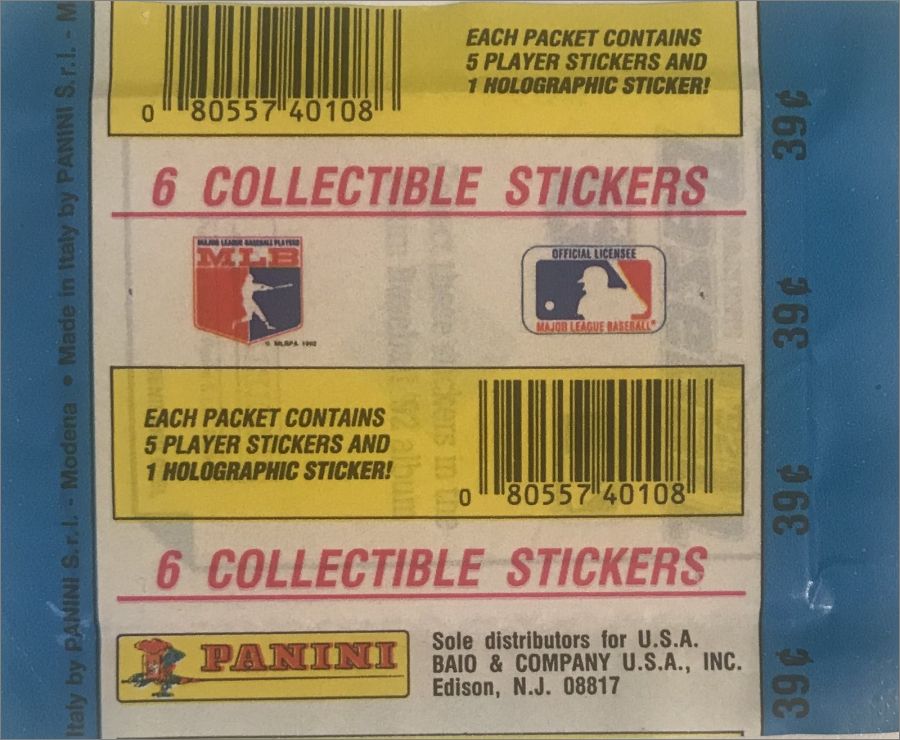 0 80557 40108
EACH PACKET CONTAINS
5 PLAYER STICKERS AND
1 HOLOGRAPHIC STICKER!
6 COLLECTIBLE STICKERS
MAJOR LEAGUE BASEBALL PLAYERS
MLB
© MLBPA 1992
OFFICIAL LICENSEE
MAJOR LEAGUE BASEBALL®
EACH PACKET CONTAINS
5 PLAYER STICKERS AND
1 HOLOGRAPHIC STICKER!
0 80557 40108
6 COLLECTIBLE STICKERS
PANINI
Sole distributors for U.S.A.
BAIO & COMPANY U.S.A., INC.
Edison, N.J. 08817
Italy by PANINI S.r.l. - Modena • Made in Italy by PANINI S.r.l. - M
39¢
39¢
39¢
39¢